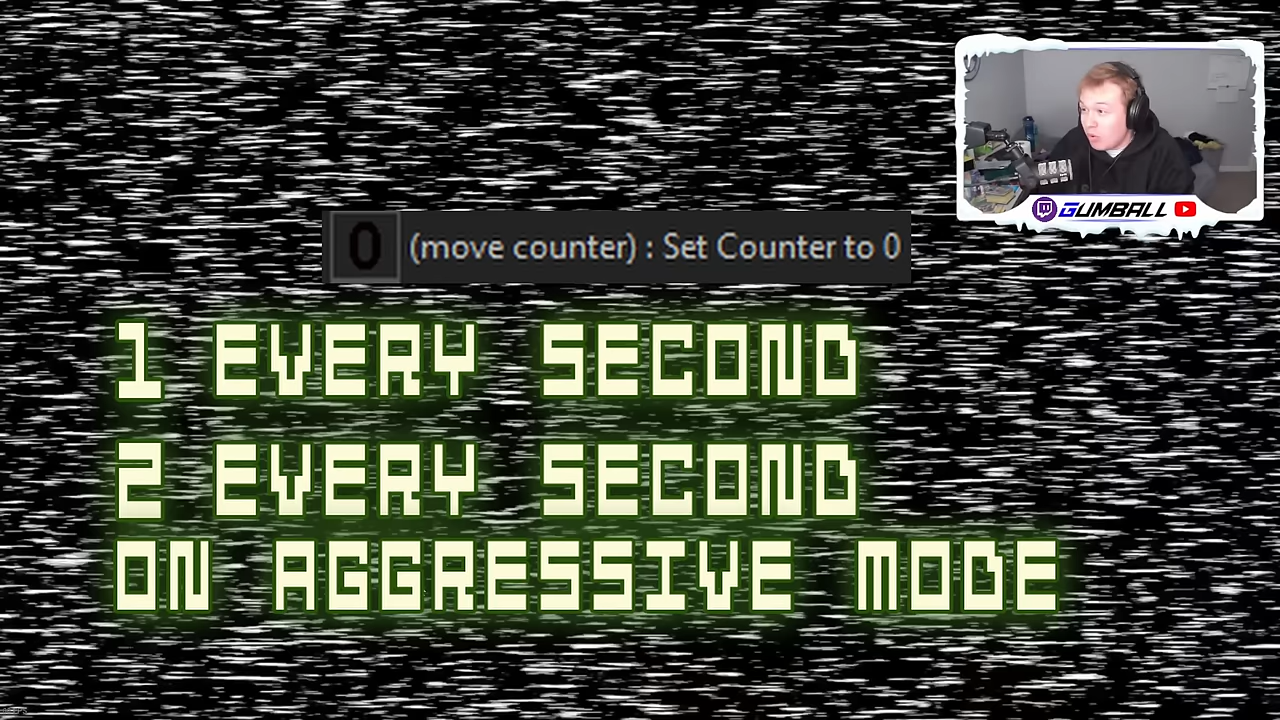 GUMBALL
0 (move counter) : Set Counter to 0
1 EVERY SECOND
2 EVERY SECOND
ON AGGRESSIVE MODE